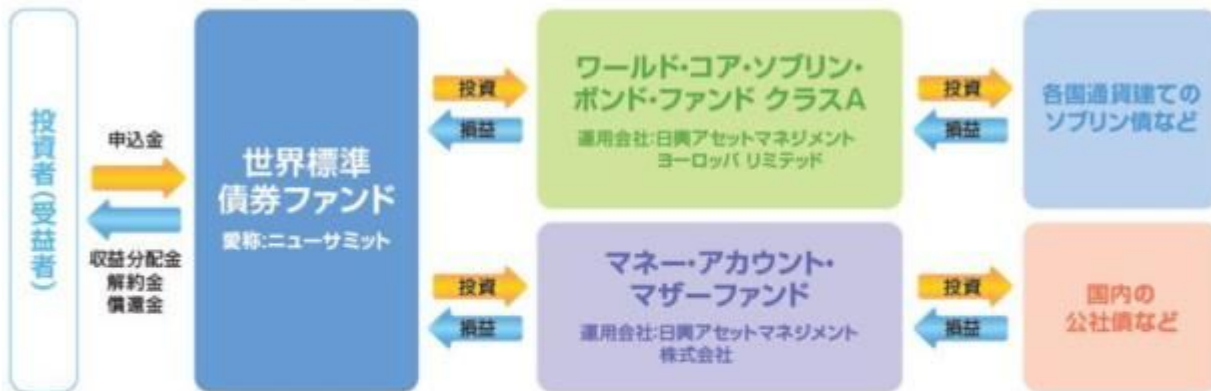 投資者(受益者)
申込金
収益分配金
解約金
償還金
世界標準
債券ファンド
愛称:ニューサミット
投資
損益
ワールド・コア・ソブリン・
ボンド・ファンド クラスA
運用会社:日興アセットマネジメント
ヨーロッパ リミテッド
投資
損益
各国通貨建ての
ソブリン債など
投資
損益
マネー・アカウント・
マザーファンド
運用会社:日興アセットマネジメント
株式会社
投資
損益
国内の
公社債など